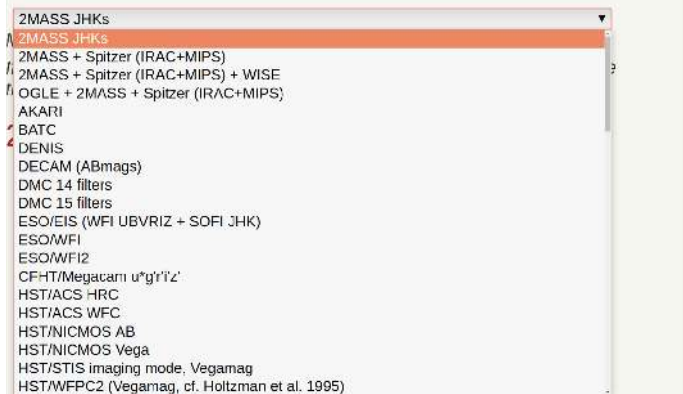 2MASS JHKs
2MASS JHKs
2MASS + Spitzer (IRAC+MIPS)
2MASS + Spitzer (IRAC+MIPS) + WISE
OGLE + 2MASS + Spitzer (IRAC+MIPS)
AKARI
BATC
DENIS
DECAM (ABmags)
DMC 14 filters
DMC 15 filters
ESO/EIS (WFI UBVRIZ + SOFI JHK)
ESO/WFI
ESO/WFI2
CFHT/Megacam u*g'r'i'z'
HST/ACS HRC
HST/ACS WFC
HST/NICMOS AB
HST/NICMOS Vega
HST/STIS imaging mode, Vegamag
HST/WFPC2 (Vegamag, cf. Holtzman et al. 1995)